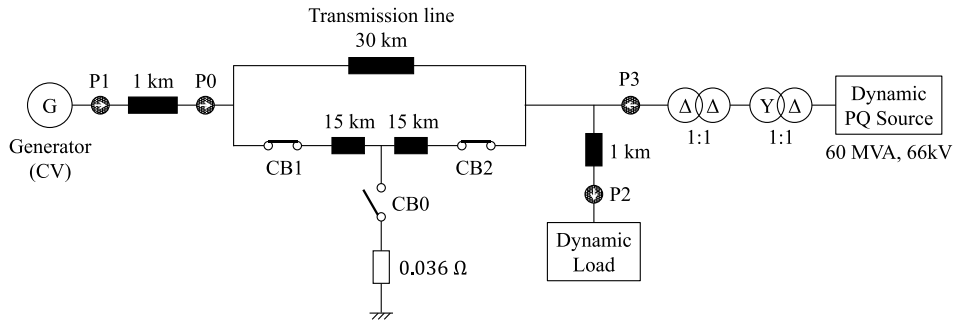 Transmission line
30 km
P1
1 km
P0
P3
G
Δ Δ
Y Δ
Dynamic
PQ Source
Generator
(CV)
15 km
15 km
1:1
1:1
60 MVA, 66kV
CB1
CB2
1 km
CB0
P2
Dynamic
Load
0.036 Ω